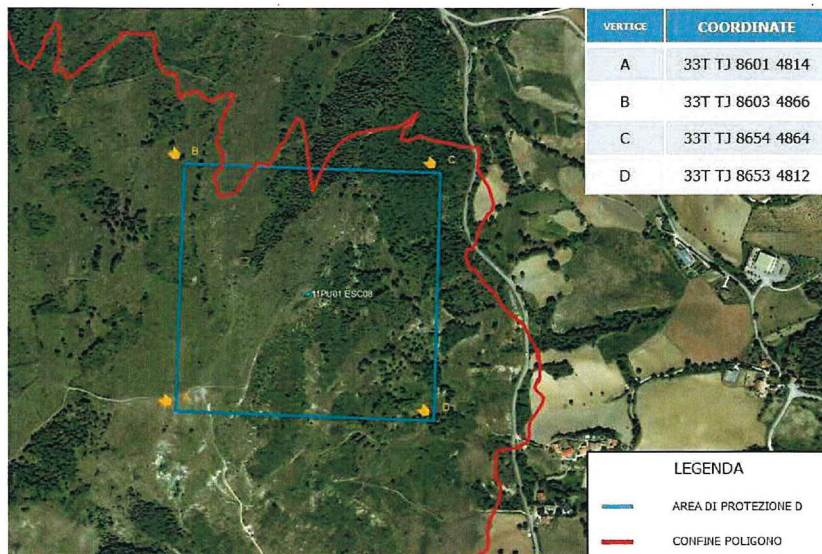 VERTICE COORDINATE
A 33T TJ 8601 4814
B 33T TJ 8603 4866
C 33T TJ 8654 4864
D 33T TJ 8653 4812
B
C
11PU01 ESC08
A
D
LEGENDA
AREA DI PROTEZIONE D
CONFINE POLIGONO